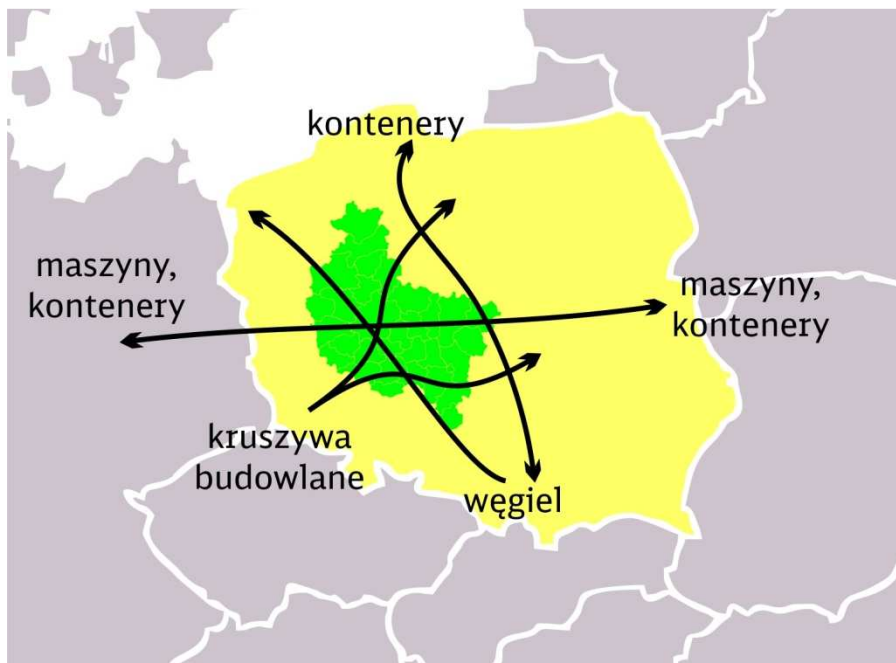 kontenery
maszyny,
kontenery
maszyny,
kontenery
kruszywa
budowlane
węgiel